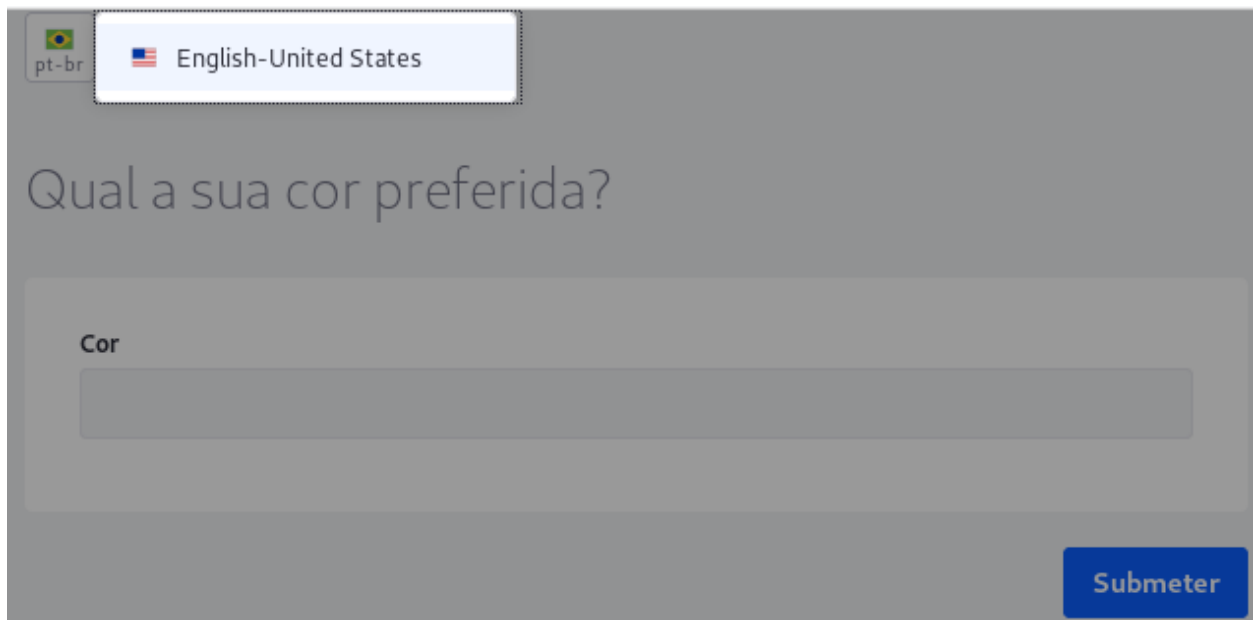 pt-br
English-United States
Qual a sua cor preferida?
Cor
Submeter